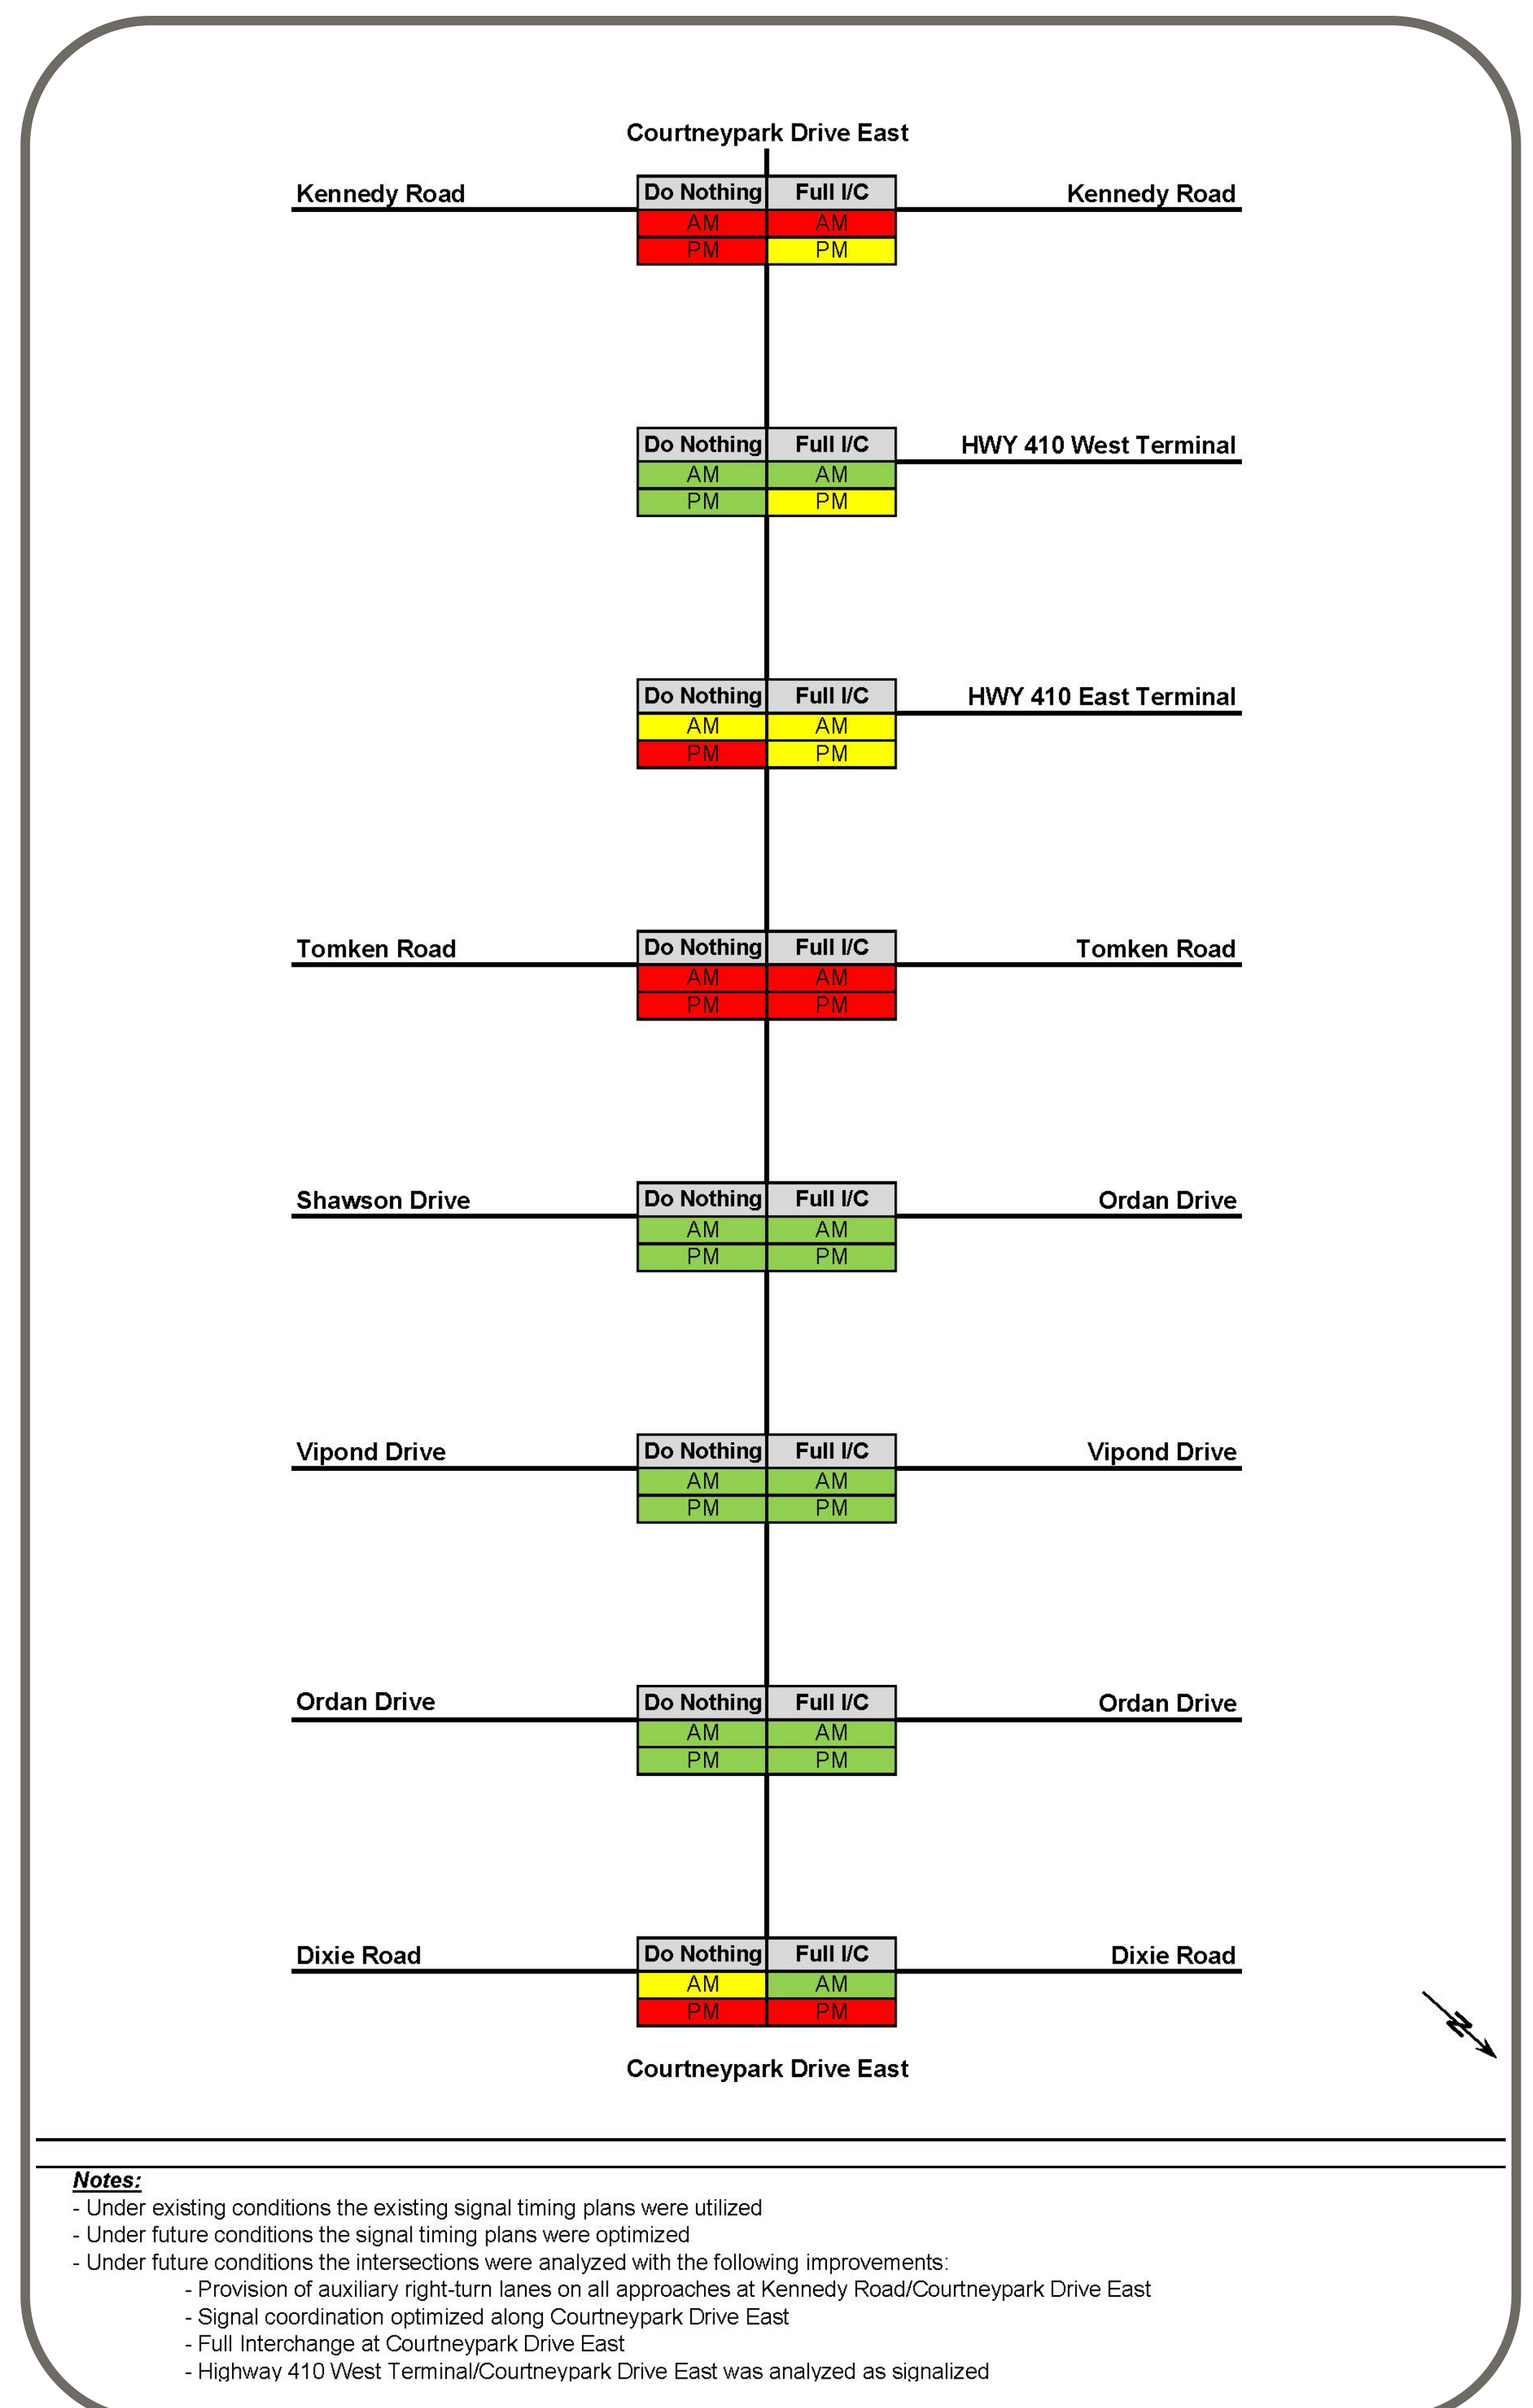 Courtneypark Drive East
Kennedy Road Do Nothing Full I/C Kennedy Road
AM AM
PM PM
Do Nothing Full I/C HWY 410 West Terminal
AM AM
PM PM
Do Nothing Full I/C HWY 410 East Terminal
AM AM
PM PM
Tomken Road Do Nothing Full I/C Tomken Road
AM AM
PM PM
Shawson Drive Do Nothing Full I/C Ordan Drive
AM AM
PM PM
Vipond Drive Do Nothing Full I/C Vipond Drive
AM AM
PM PM
Ordan Drive Do Nothing Full I/C Ordan Drive
AM AM
PM PM
Dixie Road Do Nothing Full I/C Dixie Road
AM AM
PM PM
N
Courtneypark Drive East
Notes:
- Under existing conditions the existing signal timing plans were utilized
- Under future conditions the signal timing plans were optimized
- Under future conditions the intersections were analyzed with the following improvements:
- Provision of auxiliary right-turn lanes on all approaches at Kennedy Road/Courtneypark Drive East
- Signal coordination optimized along Courtneypark Drive East
- Full Interchange at Courtneypark Drive East
- Highway 410 West Terminal/Courtneypark Drive East was analyzed as signalized